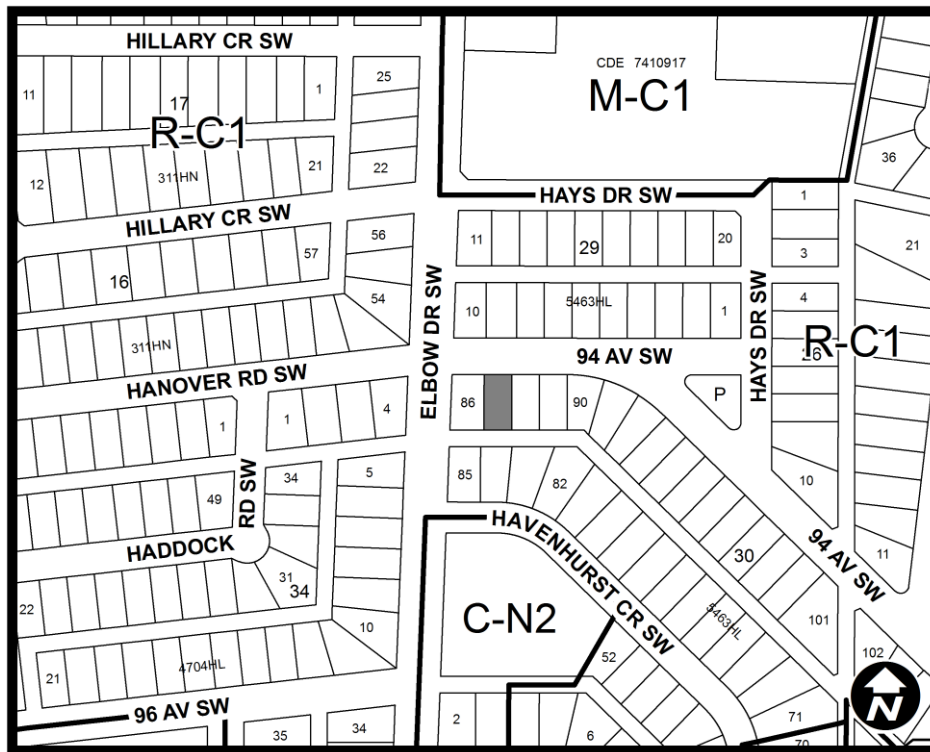 HILLARY CR SW
CDE 7410917
M-C1
25
11
17
1
R-C1
36
12
311HN
21
22
HAYS DR SW
1
HILLARY CR SW
56
11
29
20
21
57
3
16
54
ELBOW DR SW
10
5463HL
1
HAYS DR SW
4
R-C1
26
311HN
94 AV SW
HANOVER RD SW
P
86
90
1
1
4
85
82
34
5
10
49
RD SW
HAVENHURST CR SW
HADDOCK
94 AV SW
30
11
31
34
22
C-N2
5463HL
101
10
52
102
21
4704HL
N
96 AV SW
2
6
71
35
34
70